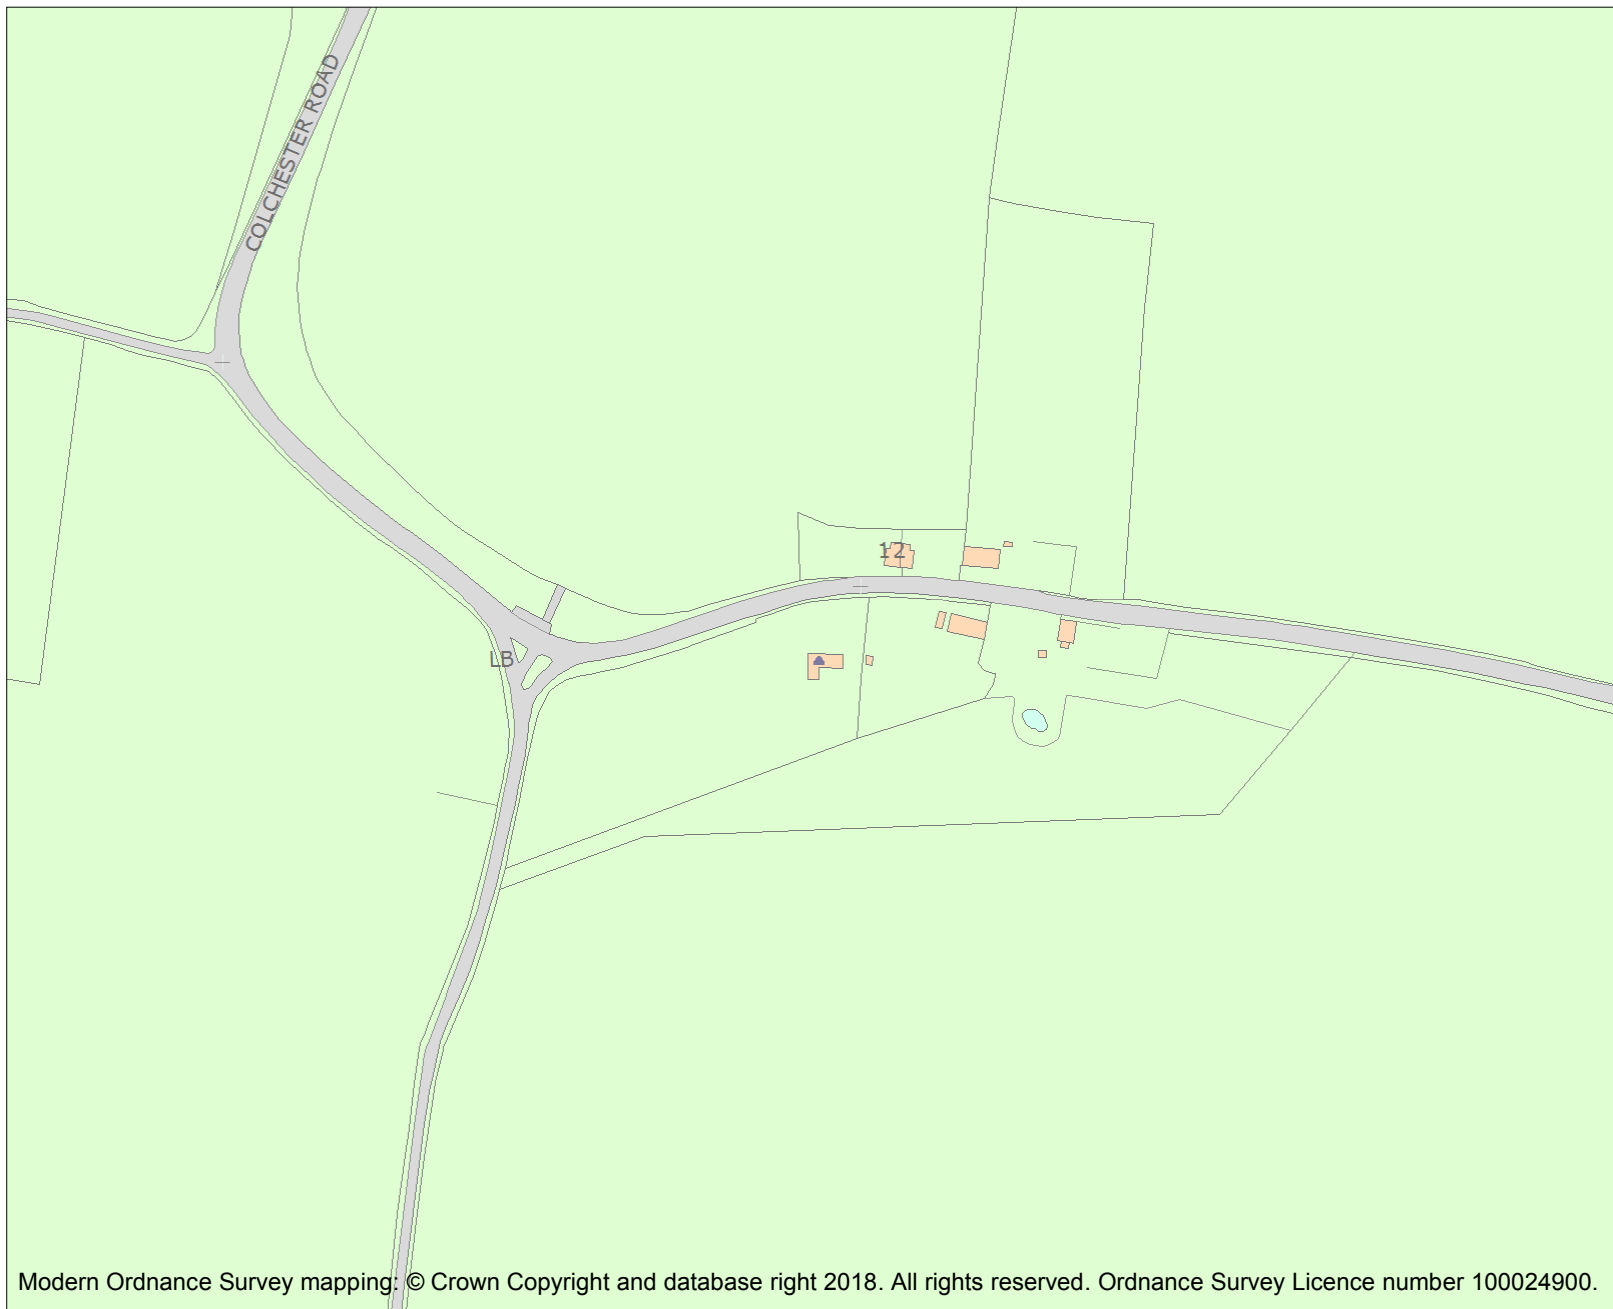 COLCHESTER ROAD
12
LB
Modern Ordnance Survey mapping: © Crown Copyright and database right 2018. All rights reserved. Ordnance Survey Licence number 100024900.